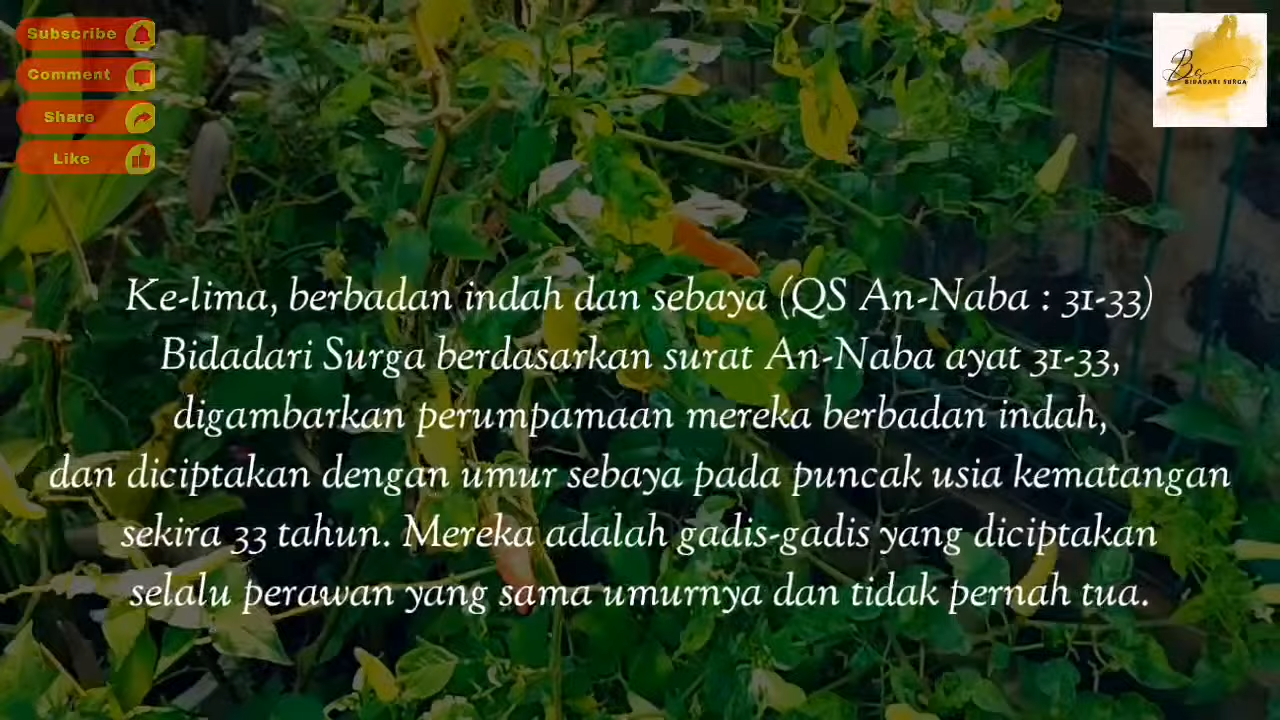 Subscribe
Comment
Share
Like
Bs
BIDADARI SURGA
Ke-lima, berbadan indah dan sebaya (QS An-Naba : 31-33)
Bidadari Surga berdasarkan surat An-Naba ayat 31-33,
digambarkan perumpamaan mereka berbadan indah,
dan diciptakan dengan umur sebaya pada puncak usia kematangan
sekira 33 tahun. Mereka adalah gadis-gadis yang diciptakan
selalu perawan yang sama umurnya dan tidak pernah tua.